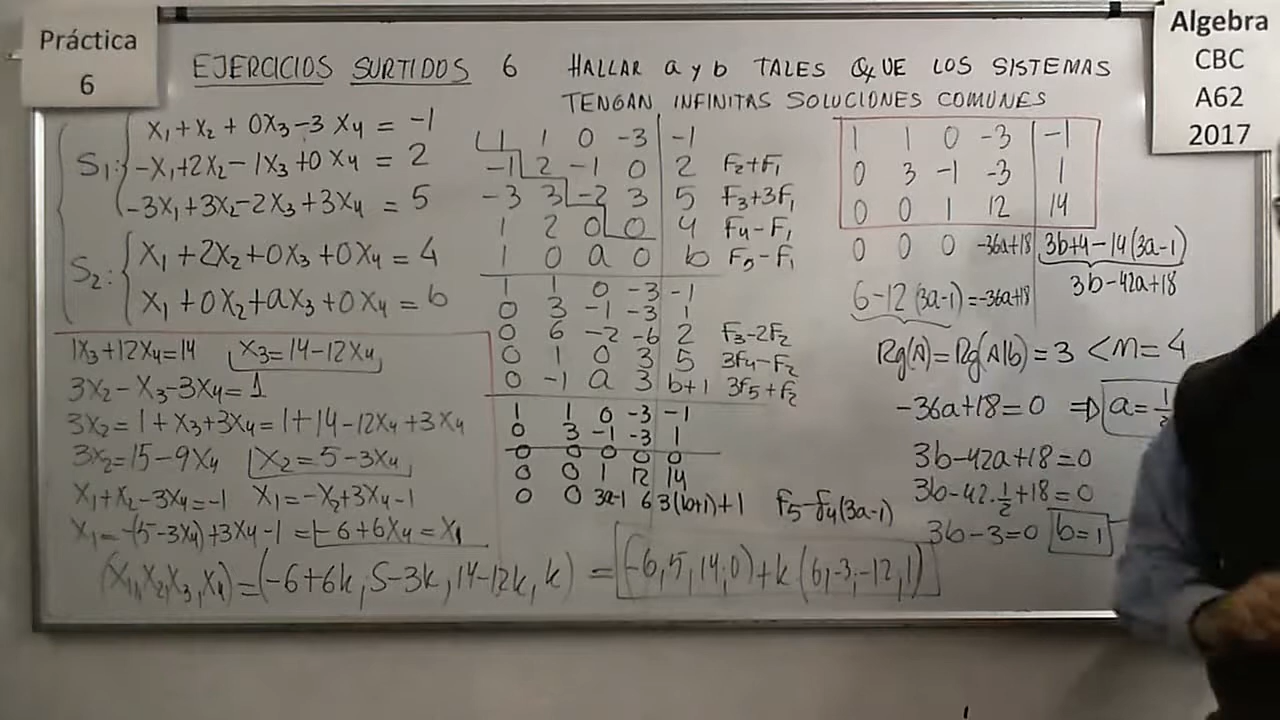 Práctica
6
Algebra
CBC
A62
2017
EJERCICIOS SURTIDOS 6 HALLAR a y b TALES QUE LOS SISTEMAS
TENGAN INFINITAS SOLUCIONES COMUNES
S1: X1 + X2 + 0X3 - 3X4 = -1
-X1 + 2X2 - 1X3 + 0X4 = 2
-3X1 + 3X2 - 2X3 + 3X4 = 5
S2: X1 + 2X2 + 0X3 + 0X4 = 4
X1 + 0X2 + aX3 + 0X4 = b
1X3 + 12X4 = 14 X3 = 14 - 12X4
3X2 - X3 - 3X4 = 1
3X2 = 1 + X3 + 3X4 = 1 + 14 - 12X4 + 3X4
3X2 = 15 - 9X4 X2 = 5 - 3X4
X1 + X2 - 3X4 = -1 X1 = -X2 + 3X4 - 1
X1 = -(5 - 3X4) + 3X4 - 1 = -6 + 6X4 = X1
(X1, X2, X3, X4) = (-6+6k, 5-3k, 14-12k, k) = (-6, 5, 14, 0) + k (6, -3, -12, 1)
1 1 0 -3 | -1
-1 2 -1 0 | 2 F2+F1
-3 3 -2 3 | 5 F3+3F1
1 2 0 0 | 4 F4-F1
1 0 a 0 | b F5-F1
1 1 0 -3 | -1
0 3 -1 -3 | 1
0 6 -2 -6 | 2 F3-2F2
0 1 0 3 | 5 3F4-F2
0 -1 a 3 | b+1 3F5+F2
1 1 0 -3 | -1
0 3 -1 -3 | 1
0 0 0 0 | 0
0 0 1 12 | 14
0 0 3a-1 6 | 3(b+1)+1 F5-F4(3a-1)
1 1 0 -3 | -1
0 3 -1 -3 | 1
0 0 1 12 | 14
0 0 0 -36a+18 | 3b+4-14(3a-1)
6-12(3a-1)=-36a+18 3b-42a+18
Rg(A) = Rg(A|b) = 3 < n = 4
-36a+18=0 ⇒ a=1/2
3b-42a+18=0
3b-42·1/2+18=0
3b-3=0 b=1